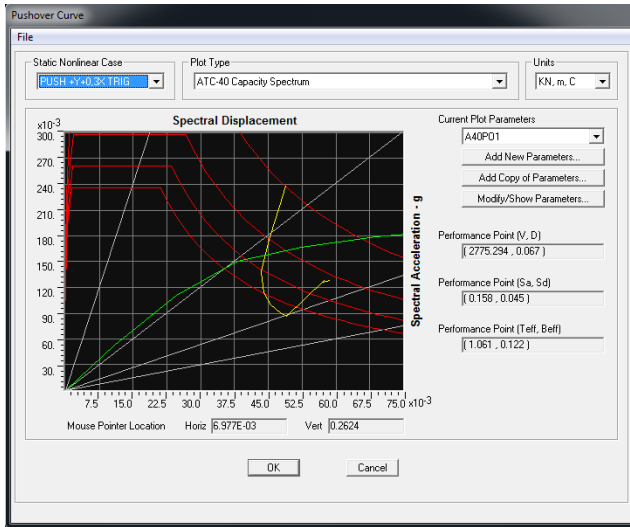 Pushover Curve
File
Static Nonlinear Case
PUSH +Y+0,3X TRIG
Plot Type
ATC-40 Capacity Spectrum
Units
KN, m, C
Spectral Displacement
x10-3
300.
270.
240.
210.
180.
150.
120.
90.
60.
30.
7.5 15.0 22.5 30.0 37.5 45.0 52.5 60.0 67.5 75.0 x10-3
Spectral Acceleration - g
Mouse Pointer Location Horiz 6.977E-03 Vert 0.2624
Current Plot Parameters
A40PO1
Add New Parameters...
Add Copy of Parameters...
Modify/Show Parameters...
Performance Point (V, D)
( 2775.294 , 0.067 )
Performance Point (Sa, Sd)
( 0.158 , 0.045 )
Performance Point (Teff, Beff)
( 1.061 , 0.122 )
OK Cancel